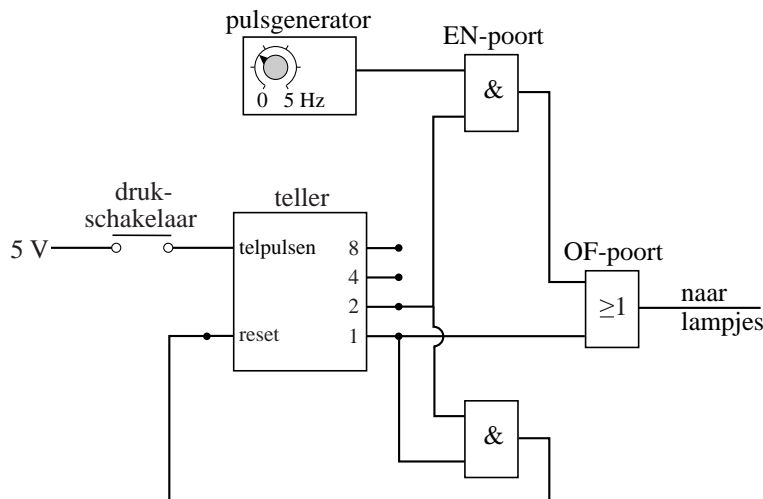 pulsgenerator
EN-poort
0 5 Hz
&
druk-
schakelaar
teller
5 V
telpulsen
8
4
2
reset
1
OF-poort
≥1
naar
lampjes
&